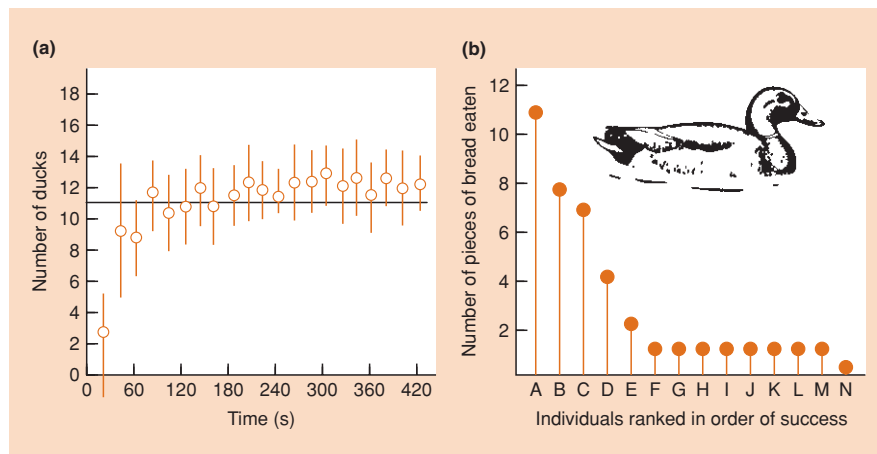 (a)
Number of ducks
18
16
14
12
10
8
6
4
2
0
0 60 120 180 240 300 360 420
Time (s)
(b)
Number of pieces of bread eaten
12
10
8
6
4
2
A B C D E F G H I J K L M N
Individuals ranked in order of success